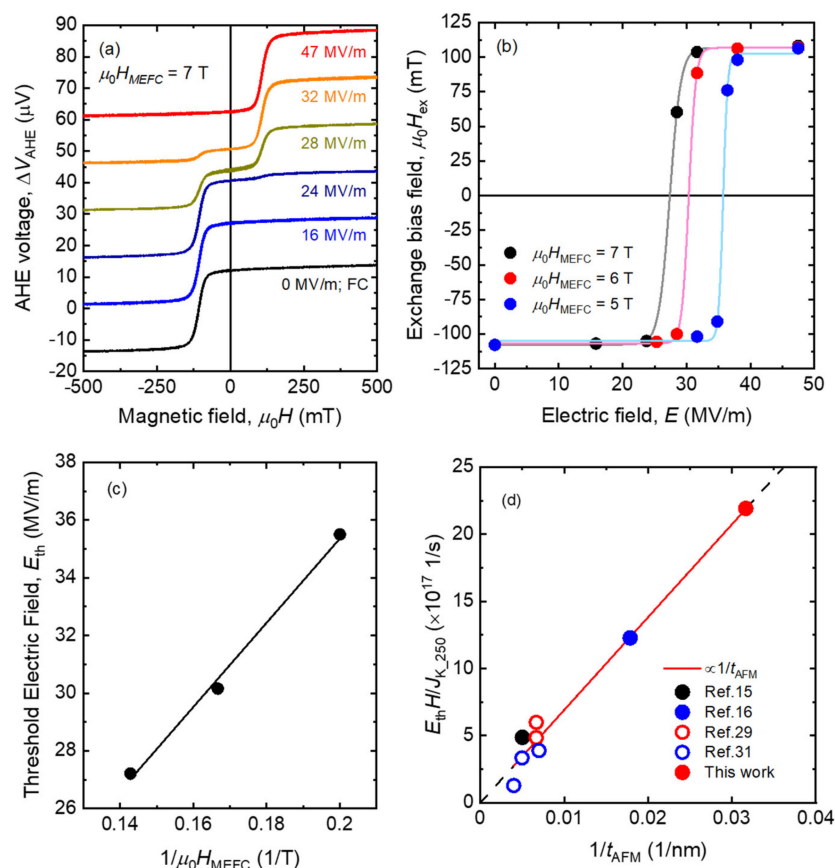 (a)
μ0HMEFC = 7 T
47 MV/m
32 MV/m
28 MV/m
24 MV/m
16 MV/m
0 MV/m; FC
AHE voltage, ΔVAHE (μV)
90
80
70
60
50
40
30
20
10
0
-10
-20
-500
-250
0
250
500
Magnetic field, μ0H (mT)
(b)
Exchange bias field, μ0Hex (mT)
125
100
75
50
25
0
-25
-50
-75
-100
-125
μ0HMEFC = 7 T
μ0HMEFC = 6 T
μ0HMEFC = 5 T
0
10
20
30
40
50
Electric field, E (MV/m)
(c)
Threshold Electric Field, Eth (MV/m)
38
36
34
32
30
28
26
0.14
0.16
0.18
0.2
1/μ0HMEFC (1/T)
(d)
EthH/JK_250 (×10^17 1/s)
25
20
15
10
5
0
∝1/tAFM
Ref.15
Ref.16
Ref.29
Ref.31
This work
0.00
0.01
0.02
0.03
0.04
1/tAFM (1/nm)